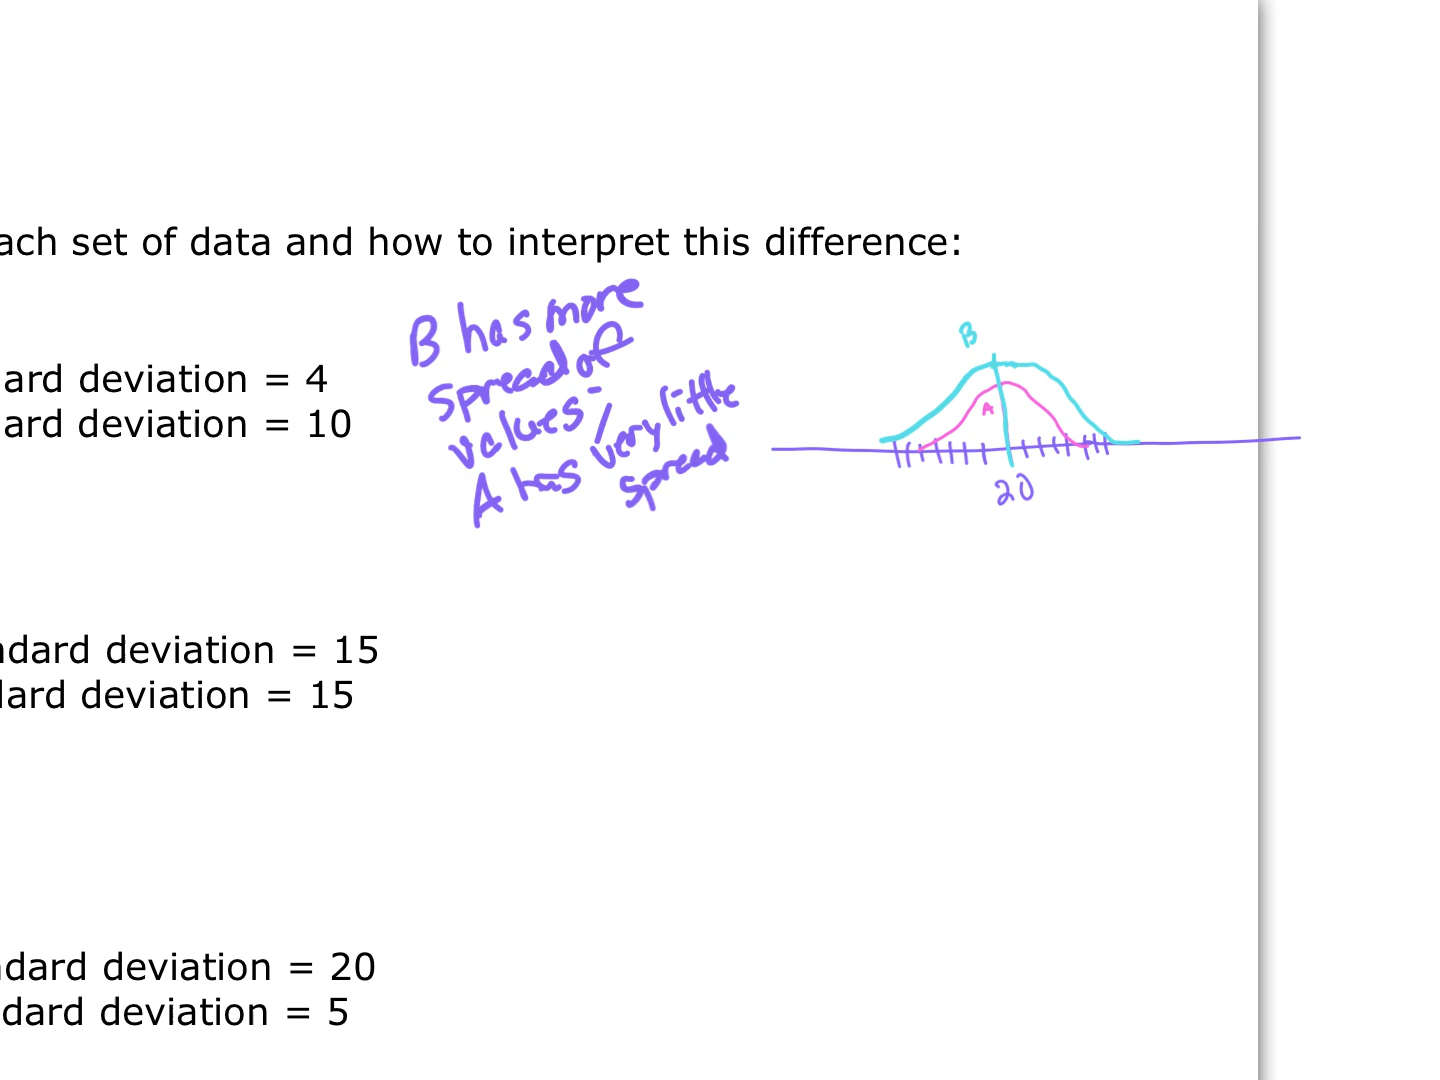 ach set of data and how to interpret this difference:
B has more
spread of
values -
A has very little
spread
B
A
20
ard deviation = 4
ard deviation = 10
ndard deviation = 15
lard deviation = 15
ndard deviation = 20
dard deviation = 5